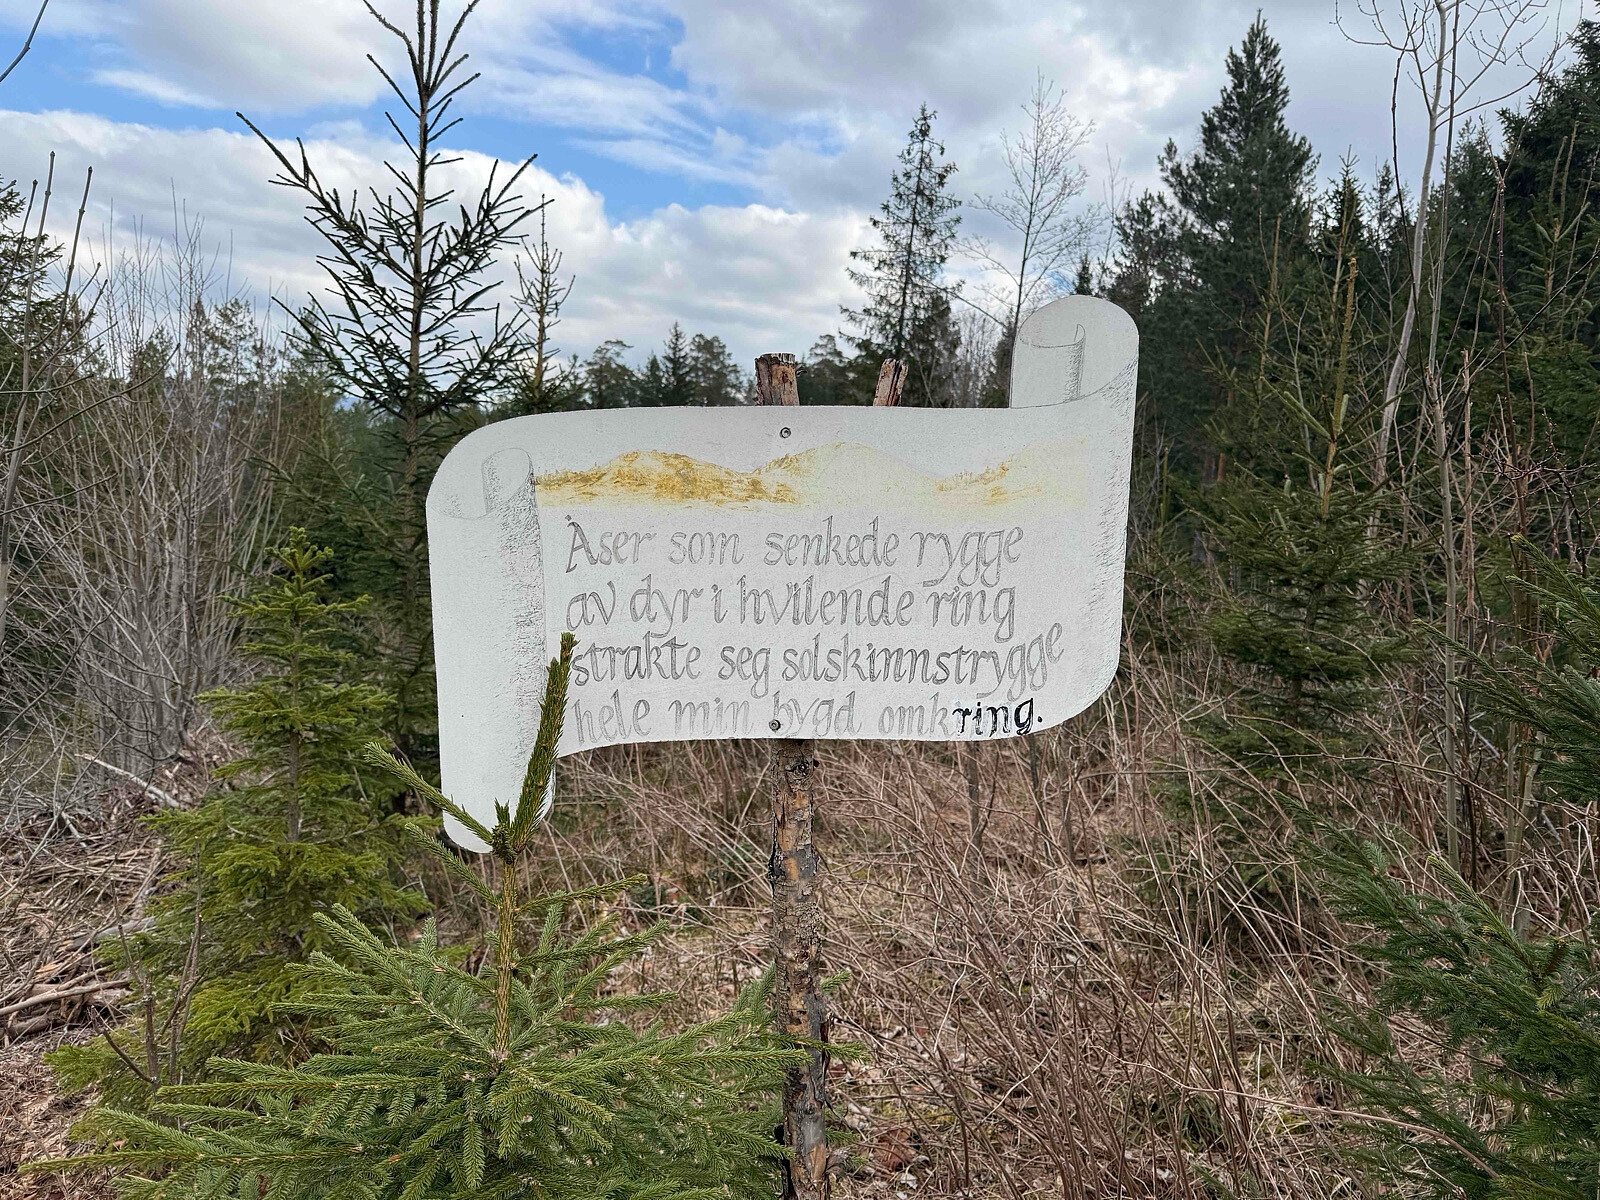 Åser som senkede rygge
av dyr i hvilende ring
strakte seg solskinnstrygge
hele min bygd omkring.